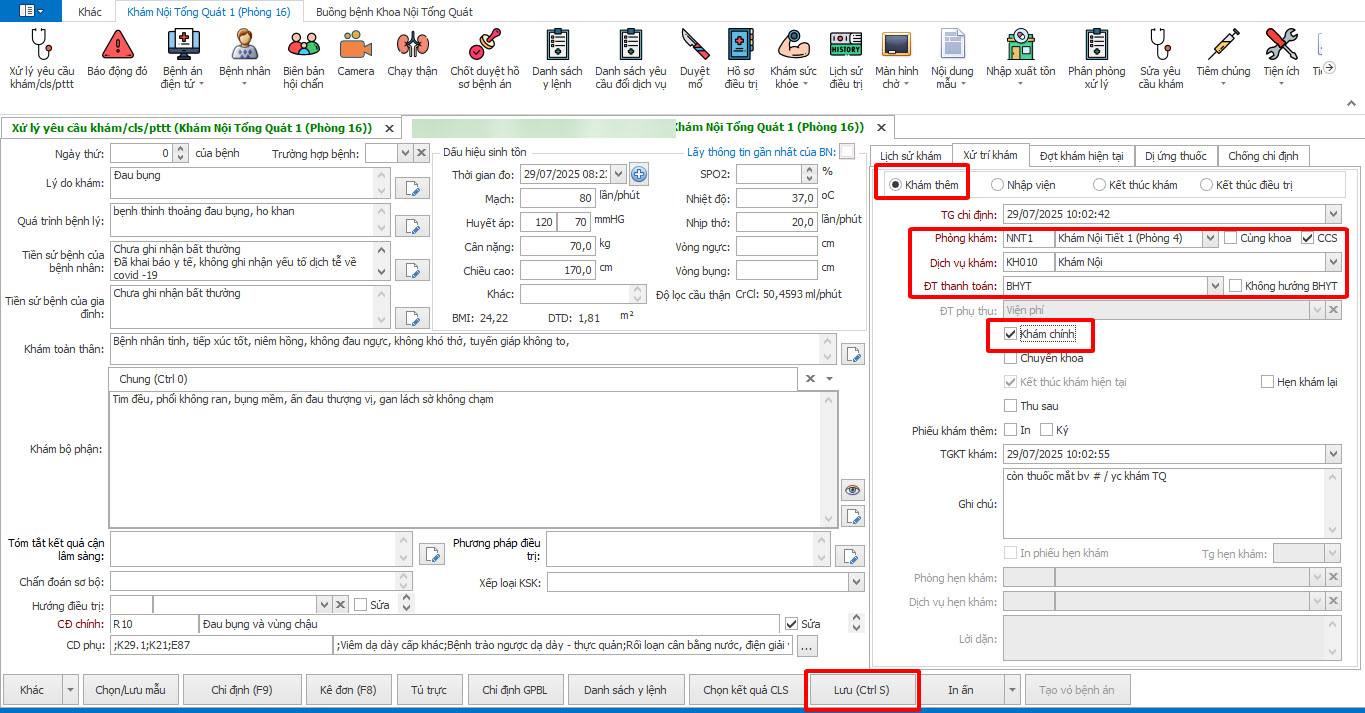 Khác
Khám Nội Tổng Quát 1 (Phòng 16)
Buồng bệnh Khoa Nội Tổng Quát
Xử lý yêu cầu khám/cls/pttt
Báo động đỏ
Bệnh án điện tử
Bệnh nhân
Biên bản hội chẩn
Camera
Chạy thận
Chốt duyệt hồ sơ bệnh án
Danh sách y lệnh
Danh sách yêu cầu đổi dịch vụ
Duyệt mổ
Hồ sơ điều trị
Khám sức khỏe
HISTORY
Lịch sử điều trị
Màn hình chờ
Nội dung mẫu
Nhập xuất tồn
Phân phòng xử lý
Sửa yêu cầu khám
Tiêm chủng
Tiện ích
Xử lý yêu cầu khám/cls/pttt (Khám Nội Tổng Quát 1 (Phòng 16))
Khám Nội Tổng Quát 1 (Phòng 16))
Ngày thứ: 0 của bệnh Trường hợp bệnh:
Lý do khám: Đau bụng
Quá trình bệnh lý: bệnh thỉnh thoảng đau bụng, ho khan
Tiền sử bệnh của bệnh nhân: Chưa ghi nhận bất thường
Đã khai báo y tế, không ghi nhận yếu tố dịch tễ về
covid -19
Tiền sử bệnh của gia đình: Chưa ghi nhận bất thường
Dấu hiệu sinh tồn Lấy thông tin gần nhất của BN:
Thời gian đo: 29/07/2025 08:2 SPO2: %
Mạch: 80 lần/phút Nhiệt độ: 37,0 oC
Huyết áp: 120 70 mmHG Nhịp thở: 20,0 lần/phút
Cân nặng: 70,0 kg Vòng ngực: cm
Chiều cao: 170,0 cm Vòng bụng: cm
Khác: Độ lọc cầu thận CrCl: 50,4593 ml/phút
BMI: 24,22 DTD: 1,81 m²
Khám toàn thân: Bệnh nhân tỉnh, tiếp xúc tốt, niêm hồng, không đau ngực, không khó thở, tuyến giáp không to,
Chung (Ctrl 0)
Khám bộ phận: Tim đều, phổi không ran, bụng mềm, ấn đau thượng vị, gan lách sờ không chạm
Tóm tắt kết quả cận lâm sàng: Phương pháp điều trị:
Chẩn đoán sơ bộ: Xếp loại KSK:
Hướng điều trị: Sửa
CĐ chính: R10 Đau bụng và vùng chậu Sửa
CD phụ: ;K29.1;K21;E87 ;Viêm dạ dày cấp khác;Bệnh trào ngược dạ dày - thực quản;Rối loạn cân bằng nước, điện giải
...
Lịch sử khám
Xử trí khám
Đợt khám hiện tại
Dị ứng thuốc
Chống chỉ định
Khám thêm Nhập viện Kết thúc khám Kết thúc điều trị
TG chỉ định: 29/07/2025 10:02:42
Phòng khám: NNT1 Khám Nội Tiết 1 (Phòng 4) Cùng khoa CCS
Dịch vụ khám: KH010 Khám Nội
ĐT thanh toán: BHYT Không hưởng BHYT
ĐT phụ thu: Viện phí
Khám chính
Chuyển khoa
Kết thúc khám hiện tại Hẹn khám lại
Thu sau
Phiếu khám thêm: In Ký
TGKT khám: 29/07/2025 10:02:55
Ghi chú: còn thuốc mắt bv # / yc khám TQ
In phiếu hẹn khám Tg hẹn khám:
Phòng hẹn khám:
Dịch vụ hẹn khám:
Lời dặn:
Khác
Chọn/Lưu mẫu
Chỉ định (F9)
Kê đơn (F8)
Tủ trực
Chỉ định GPBL
Danh sách y lệnh
Chọn kết quả CLS
Lưu (Ctrl S)
In ấn
Tạo vỏ bệnh án